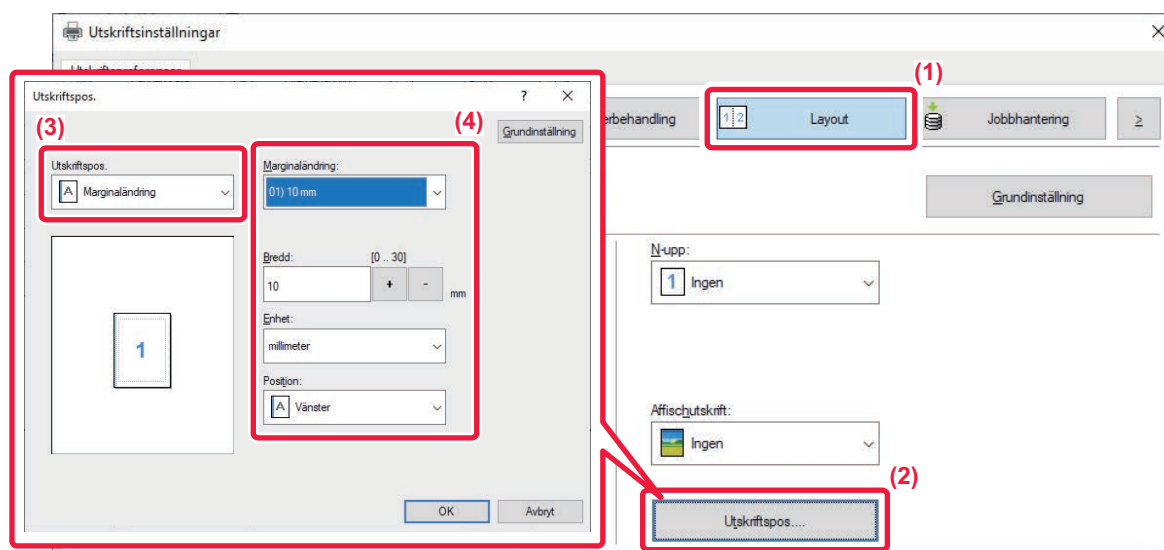 Utskriftsinställningar
(1)
Utskriftspos.
(3)
(4)
Grundinställning
erbehandling
Layout
Jobbhantering
>
Utskriftspos.
Marginaländring
Marginaländring:
01) 10 mm
Grundinställning
Bredd:
[0 .. 30]
10
+
-
mm
N-upp:
1
Ingen
Enhet:
millimeter
1
Position:
A
Vänster
Affischutskrift:
Ingen
(2)
OK
Avbryt
Utskriftspos....